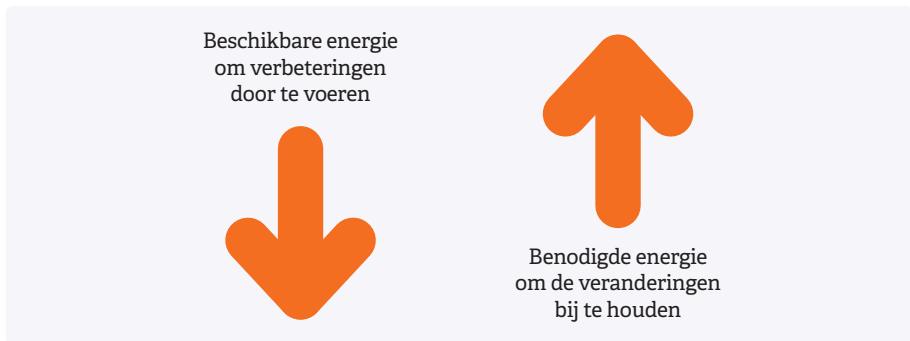 Beschikbare energie
om verbeteringen
door te voeren
Benodigde energie
om de veranderingen
bij te houden